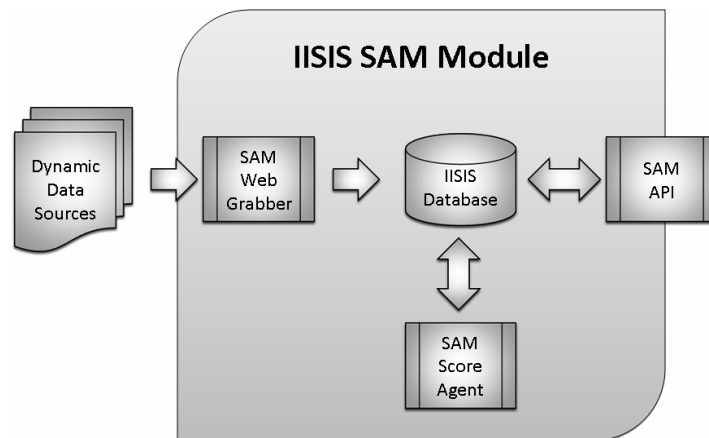 IISIS SAM Module
Dynamic
Data
Sources
SAM
Web
Grabber
IISIS
Database
SAM
API
SAM
Score
Agent